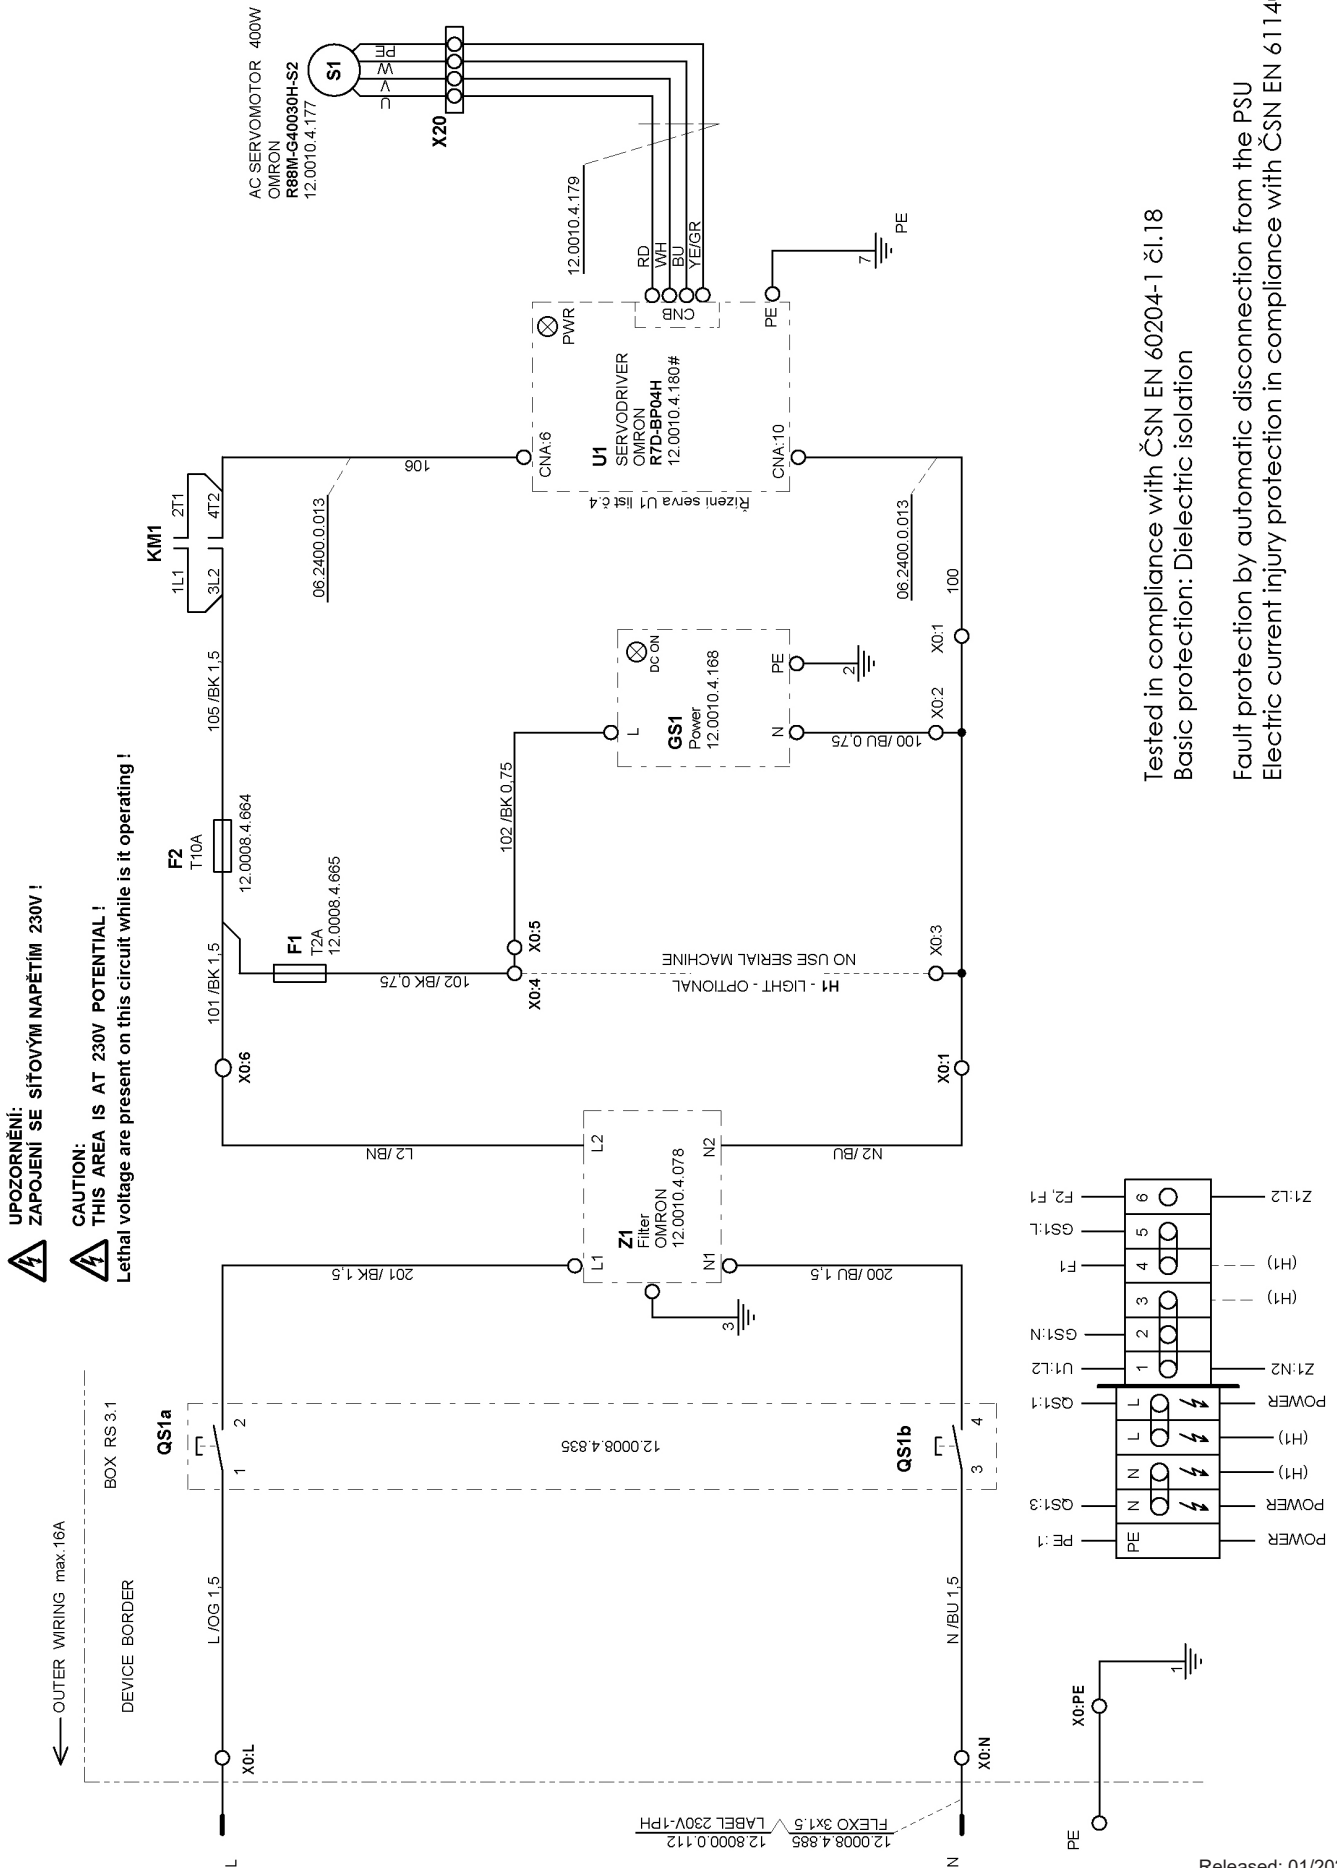 UPOZORNĚNÍ:
ZAPOJENÍ SE SÍŤOVÝM NAPĚTÍM 230V !
CAUTION:
THIS AREA IS AT 230V POTENTIAL !
Lethal voltage are present on this circuit while is it operating !
OUTER WIRING max.16A
DEVICE BORDER
BOX RS 3.1
L
X0:L
L /OG 1,5
QS1a
1
2
12.0008.4.835
QS1b
3
4
N
X0:N
N /BU 1,5
12.8000.0.112
LABEL 230V-1PH
12.0008.4.885
FLEXO 3x1.5
201 /BK 1,5
200 /BU 1,5
L1
N1
Z1
Filter
OMRON
12.0010.4.078
L2
N2
3
L2 /BN
N2 /BU
X0:6
X0:1
101 /BK 1,5
F1
T2A
12.0008.4.665
102 /BK 0,75
X0:4
X0:5
H1 - LIGHT - OPTIONAL
NO USE SERIAL MACHINE
X0:3
F2
T10A
12.0008.4.664
105 /BK 1,5
102 /BK 0,75
L
GS1
Power
12.0010.4.168
DC ON
N
PE
2
100 /BU 0,75
X0:2
X0:1
100
KM1
1L1
2T1
3L2
4T2
106
06.2400.0.013
06.2400.0.013
CNA:6
U1
SERVODRIVER
OMRON
R7D-BP04H
12.0010.4.180#
Řízení serva U1 list č.4
CNA:10
PWR
CNB
PE
7
PE
RD
WH
BU
YE/GR
12.0010.4.179
X20
U
V
W
PE
S1
AC SERVOMOTOR 400W
OMRON
R88M-G40030H-S2
12.0010.4.177
PE
X0:PE
1
PE :1
QS1:3
QS1:1
U1:L2
GS1:N
F1
GS1:L
F2, F1
PE
N
N
L
L
1
2
3
4
5
6
POWER
POWER
(H1)
(H1)
POWER
Z1:N2
(H1)
(H1)
Z1:L2
Tested in compliance with ČSN EN 60204-1 čl.18
Basic protection: Dielectric isolation
Fault protection by automatic disconnection from the PSU
Electric current injury protection in compliance with ČSN EN 6114
Released: 01/20